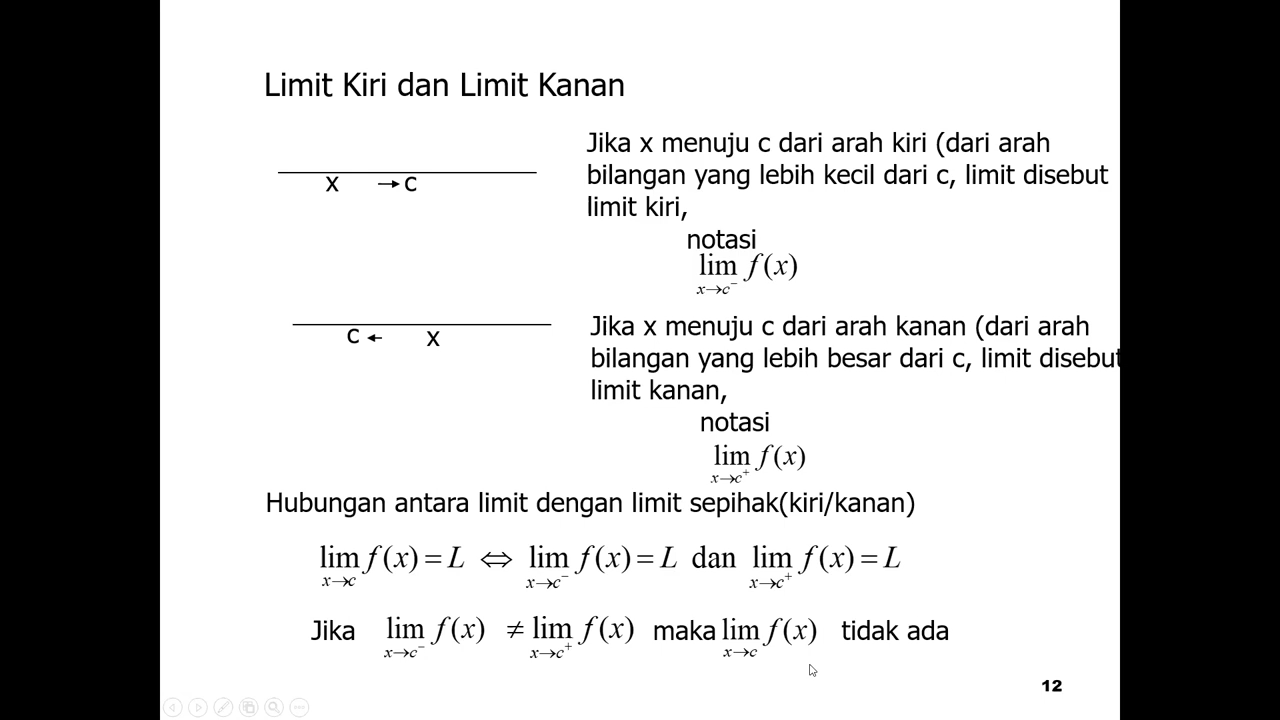 Limit Kiri dan Limit Kanan
x → c
Jika x menuju c dari arah kiri (dari arah
bilangan yang lebih kecil dari c, limit disebut
limit kiri,
notasi
lim f(x)
x→c⁻
c ← x
Jika x menuju c dari arah kanan (dari arah
bilangan yang lebih besar dari c, limit disebut
limit kanan,
notasi
lim f(x)
x→c⁺
Hubungan antara limit dengan limit sepihak(kiri/kanan)
lim f(x) = L ⇔ lim f(x) = L dan lim f(x) = L
x→c x→c⁻ x→c⁺
Jika lim f(x) ≠ lim f(x) maka lim f(x) tidak ada
x→c⁻ x→c⁺ x→c
12